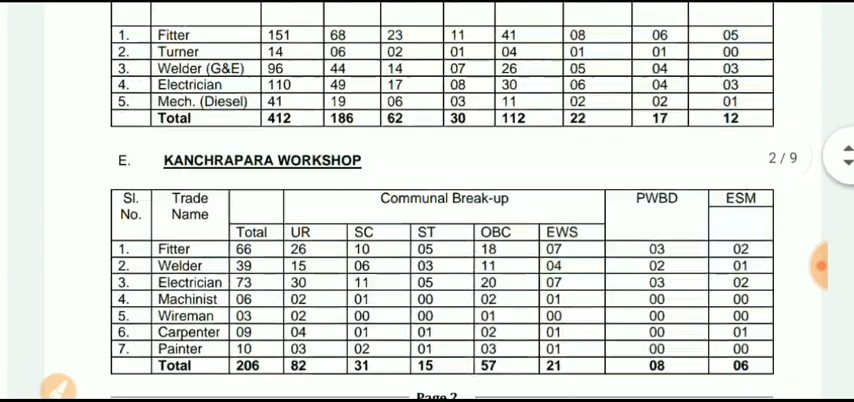 1. Fitter 151 68 23 11 41 08 06 05
2. Turner 14 06 02 01 04 01 01 00
3. Welder (G&E) 96 44 14 07 26 05 04 03
4. Electrician 110 49 17 08 30 06 04 03
5. Mech. (Diesel) 41 19 06 03 11 02 02 01
Total 412 186 62 30 112 22 17 12
E. KANCHRAPARA WORKSHOP
2 / 9
Sl. No. Trade Name Communal Break-up PWBD ESM
Total UR SC ST OBC EWS
1. Fitter 66 26 10 05 18 07 03 02
2. Welder 39 15 06 03 11 04 02 01
3. Electrician 73 30 11 05 20 07 03 02
4. Machinist 06 02 01 00 02 01 00 00
5. Wireman 03 02 00 00 01 00 00 00
6. Carpenter 09 04 01 01 02 01 00 01
7. Painter 10 03 02 01 03 01 00 00
Total 206 82 31 15 57 21 08 06
Page 2